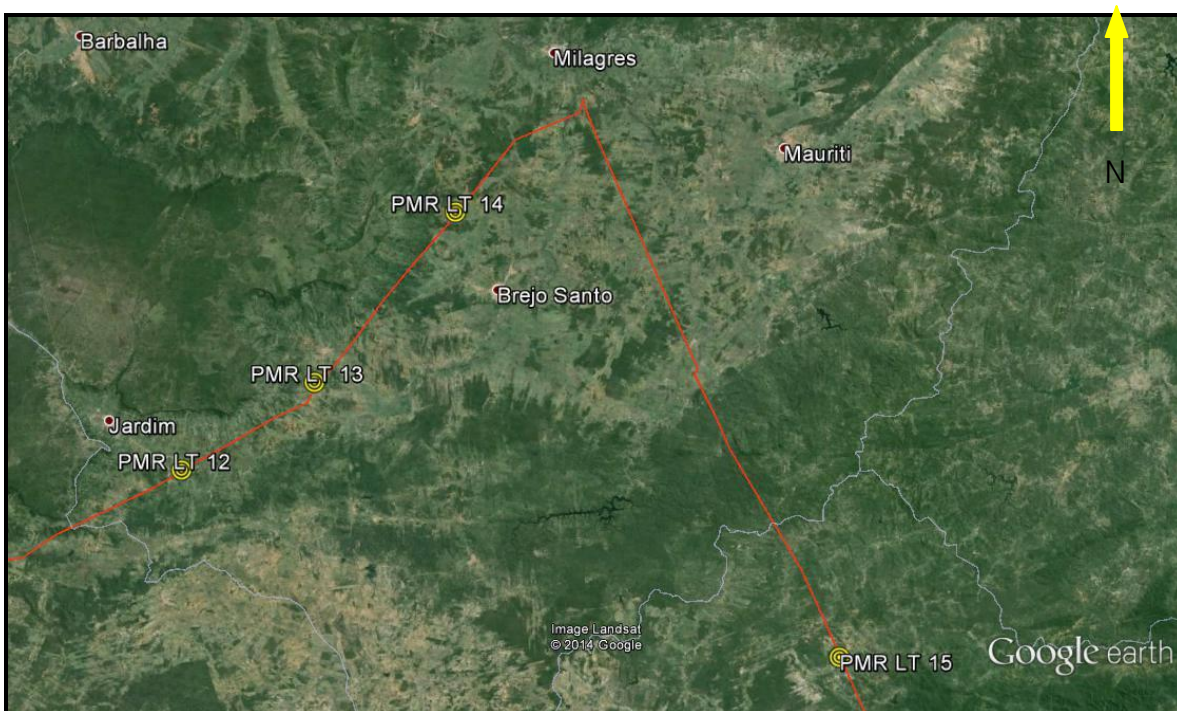 Barbalha
Milagres
Mauriti
N
PMR LT 14
Brejo Santo
PMR LT 13
Jardim
PMR LT 12
Image Landsat
© 2014 Google
Google earth
PMR LT 15